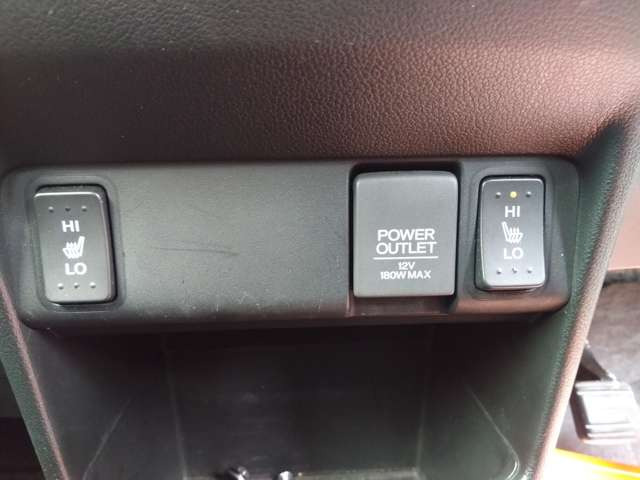 HI
LO
POWER
OUTLET
12V
180W MAX
HI
LO